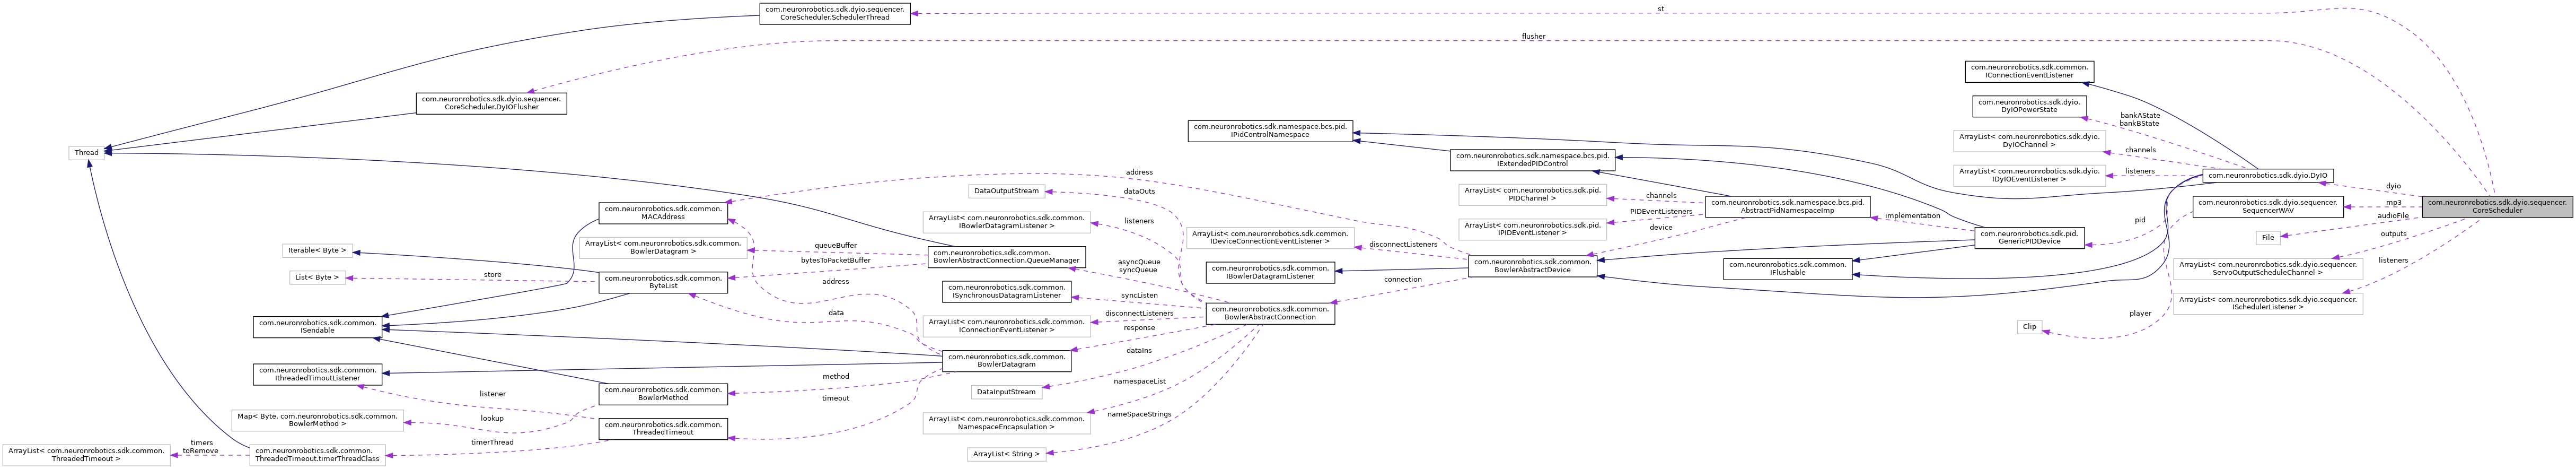 com.neuronrobotics.sdk.dyio.sequencer.
CoreScheduler.SchedulerThread
st
flusher
com.neuronrobotics.sdk.dyio.sequencer.
CoreScheduler.DyIOFlusher
Thread
com.neuronrobotics.sdk.common.
IConnectionEventListener
com.neuronrobotics.sdk.dyio.
DyIOPowerState
bankAState
bankBState
ArrayList< com.neuronrobotics.sdk.dyio.
DyIOChannel >
channels
ArrayList< com.neuronrobotics.sdk.dyio.
IDyIOEventListener >
listeners
com.neuronrobotics.sdk.dyio.DyIO
dyio
com.neuronrobotics.sdk.dyio.sequencer.
CoreScheduler
com.neuronrobotics.sdk.dyio.sequencer.
SequencerWAV
mp3
audioFile
File
outputs
ArrayList< com.neuronrobotics.sdk.dyio.sequencer.
ServoOutputScheduleChannel >
listeners
ArrayList< com.neuronrobotics.sdk.dyio.sequencer.
ISchedulerListener >
player
Clip
pid
com.neuronrobotics.sdk.namespace.bcs.pid.
IPidControlNamespace
com.neuronrobotics.sdk.namespace.bcs.pid.
IExtendedPIDControl
ArrayList< com.neuronrobotics.sdk.pid.
PIDChannel >
channels
ArrayList< com.neuronrobotics.sdk.pid.
IPIDEventListener >
PIDEventListeners
device
com.neuronrobotics.sdk.namespace.bcs.pid.
AbstractPidNamespaceImp
implementation
com.neuronrobotics.sdk.pid.
GenericPIDDevice
com.neuronrobotics.sdk.common.
IFlushable
com.neuronrobotics.sdk.common.
BowlerAbstractDevice
ArrayList< com.neuronrobotics.sdk.common.
IDeviceConnectionEventListener >
disconnectListeners
com.neuronrobotics.sdk.common.
IBowlerDatagramListener
connection
com.neuronrobotics.sdk.common.
BowlerAbstractConnection
address
DataOutputStream
dataOuts
ArrayList< com.neuronrobotics.sdk.common.
IBowlerDatagramListener >
listeners
com.neuronrobotics.sdk.common.
BowlerAbstractConnection.QueueManager
asyncQueue
syncQueue
com.neuronrobotics.sdk.common.
ISynchronousDatagramListener
syncListen
ArrayList< com.neuronrobotics.sdk.common.
IConnectionEventListener >
disconnectListeners
response
com.neuronrobotics.sdk.common.
BowlerDatagram
dataIns
DataInputStream
namespaceList
ArrayList< com.neuronrobotics.sdk.common.
NamespaceEncapsulation >
nameSpaceStrings
ArrayList< String >
com.neuronrobotics.sdk.common.
MACAddress
ArrayList< com.neuronrobotics.sdk.common.
BowlerDatagram >
queueBuffer
bytesToPacketBuffer
com.neuronrobotics.sdk.common.
ByteList
address
data
method
timeout
Iterable< Byte >
List< Byte >
store
com.neuronrobotics.sdk.common.
ISendable
com.neuronrobotics.sdk.common.
IthreadedTimoutListener
com.neuronrobotics.sdk.common.
BowlerMethod
listener
lookup
Map< Byte, com.neuronrobotics.sdk.common.
BowlerMethod >
com.neuronrobotics.sdk.common.
ThreadedTimeout
timerThread
com.neuronrobotics.sdk.common.
ThreadedTimeout.timerThreadClass
timers
toRemove
ArrayList< com.neuronrobotics.sdk.common.
ThreadedTimeout >